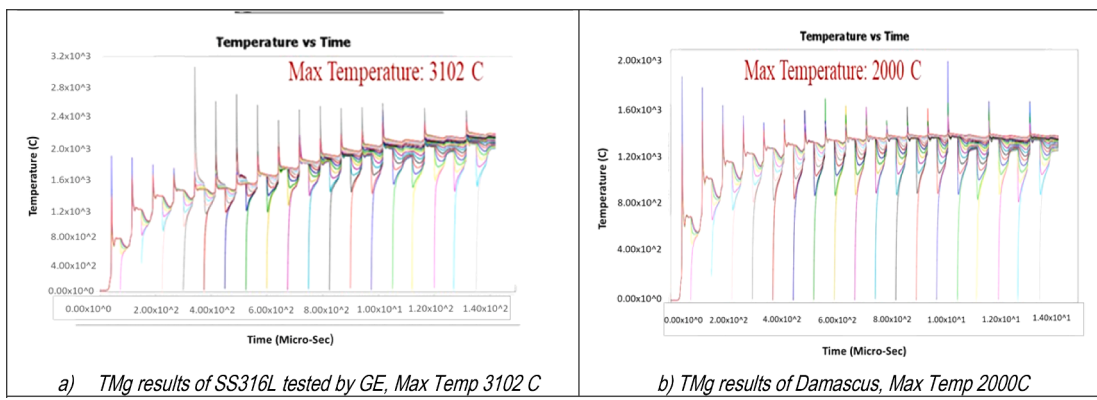 Temperature vs Time
Max Temperature: 3102 C
3.2x10^3
2.8x10^3
2.4x10^3
2.0x10^3
1.6x10^3
1.2x10^3
8.00x10^2
4.00x10^2
0.00x10^0
Temperature (C)
0.00x10^0 2.00x10^2 4.00x10^2 6.00x10^2 8.00x10^2 1.00x10^1 1.20x10^2 1.40x10^2
Time (Micro-Sec)
a) TMg results of SS316L tested by GE, Max Temp 3102 C
Temperature vs Time
Max Temperature: 2000 C
2.00x10^3
1.60x10^3
1.20x10^3
8.00x10^2
4.00x10^2
0.00x10^0
Temperature (C)
0.00x10^0 2.00x10^2 4.00x10^2 6.00x10^2 8.00x10^2 1.00x10^1 1.20x10^1 1.40x10^1
Time (Micro-Sec)
b) TMg results of Damascus, Max Temp 2000C